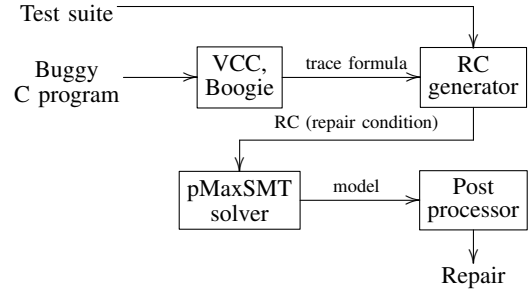 Test suite
Buggy
C program
VCC,
Boogie
trace formula
RC
generator
RC (repair condition)
pMaxSMT
solver
model
Post
processor
Repair